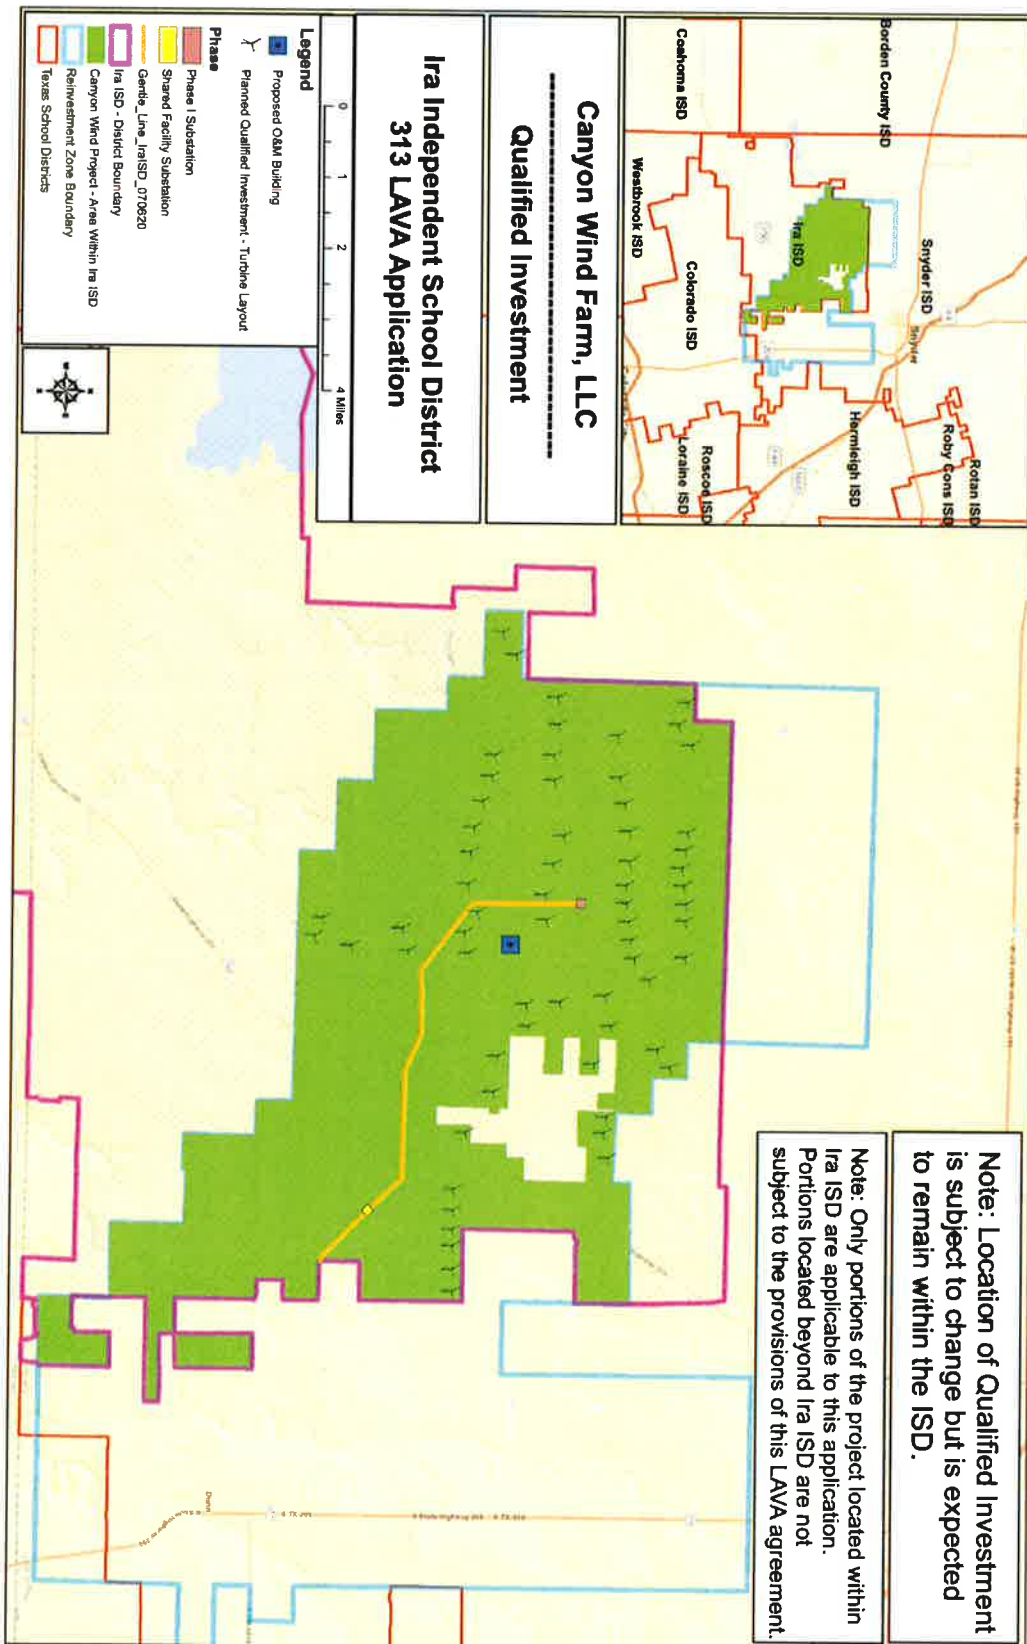 Borden County ISD
Snyder ISD
Snyder
Rotan ISD
Roby Cons ISD
Coahoma ISD
Ira ISD
Hermleigh ISD
Westbrook ISD
Colorado ISD
Roscoe ISD
Loraine ISD
Canyon Wind Farm, LLC
Qualified Investment
Ira Independent School District
313 LAVA Application
0 1 2 4 Miles
Legend
Proposed O&M Building
Planned Qualified Investment - Turbine Layout
Phase
Phase I Substation
Shared Facility Substation
Gentie_Line_IraISD_070620
Ira ISD - District Boundary
Canyon Wind Project - Area Within Ira ISD
Reinvestment Zone Boundary
Texas School Districts
Note: Location of Qualified Investment
is subject to change but is expected
to remain within the ISD.
Note: Only portions of the project located within
Ira ISD are applicable to this application.
Portions located beyond Ira ISD are not
subject to the provisions of this LAVA agreement.
Dunn